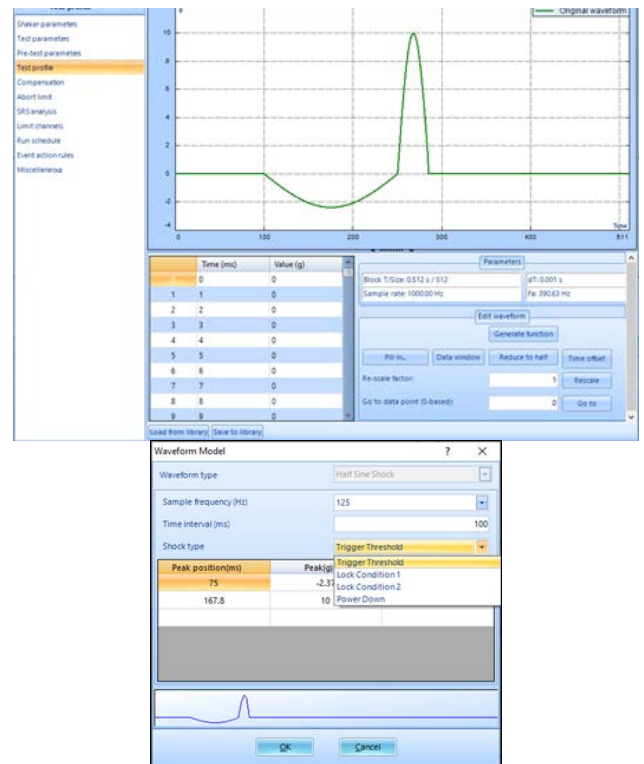 Test profile
Shaker parameters
Test parameters
Pre-test parameters
Test profile
Compensation
Abort limit
SRS analysis
Limit channels
Run schedule
Event action rules
Miscellaneous
Original waveform
10
8
6
4
2
0
-2
-4
Time
0 100 200 300 400 511
Time (ms) Value (g)
0 0
1 1 0
2 2 0
3 3 0
4 4 0
5 5 0
6 6 0
7 7 0
8 8 0
9 9 0
Parameters
Block T/Size: 0.512 s / 512 dT: 0.001 s
Sample rate: 1000.00 Hz Fa: 390.63 Hz
Edit waveform
Generate function
Fill in... Data window Reduce to half Time offset
Re-scale factor: 1 Rescale
Go to data point (0-based): 0 Go to
Load from library Save to library
Waveform Model ? X
Waveform type Half Sine Shock
Sample frequency (Hz) 125
Time interval (ms) 100
Shock type Trigger Threshold
Trigger Threshold
Lock Condition 1
Lock Condition 2
Power Down
Peak position(ms) Peak(g)
75 -2.37
167.8 10
OK Cancel